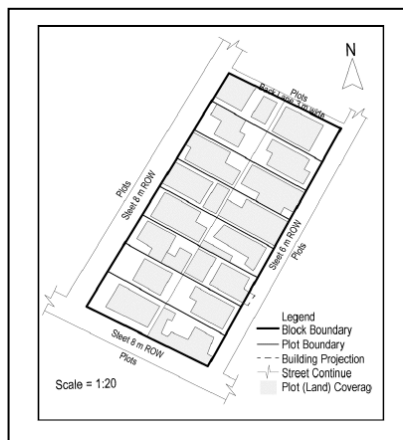 N
Plots
Back Lane 3 m wide
Plots
Steet 8 m ROW
Steet 6 m ROW
Plots
Steet 8 m ROW
Plots
Legend
Block Boundary
Plot Boundary
Building Projection
Street Continue
Plot (Land) Coverag
Scale = 1:20